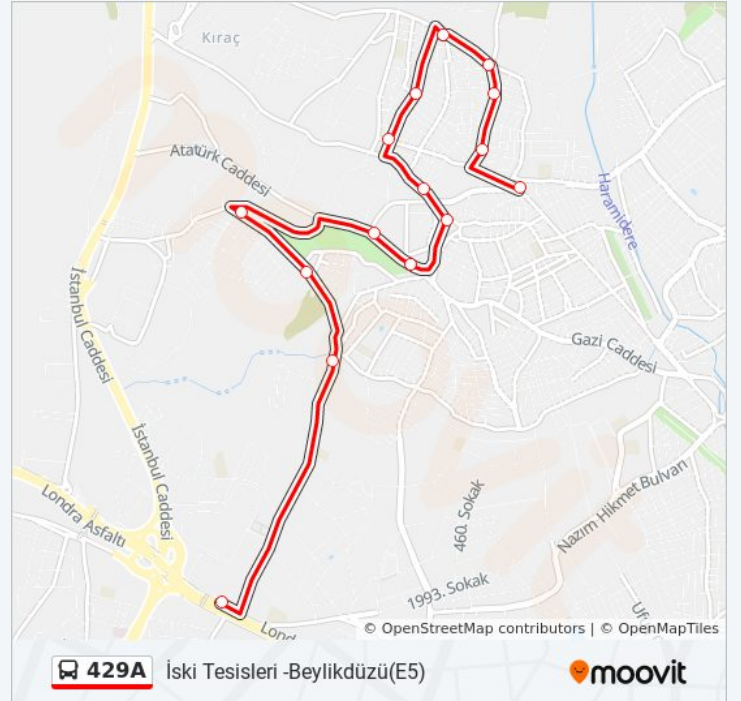 Kıraç
Atatürk Caddesi
Haramidere
İstanbul Caddesi
Gazi Caddesi
İstanbul Caddesi
Londra Asfaltı
460. Sokak
Nazım Hikmet Bulvarı
1993. Sokak
© OpenStreetMap contributors | © OpenMapTiles
429A İski Tesisleri -Beylikdüzü(E5)
moovit